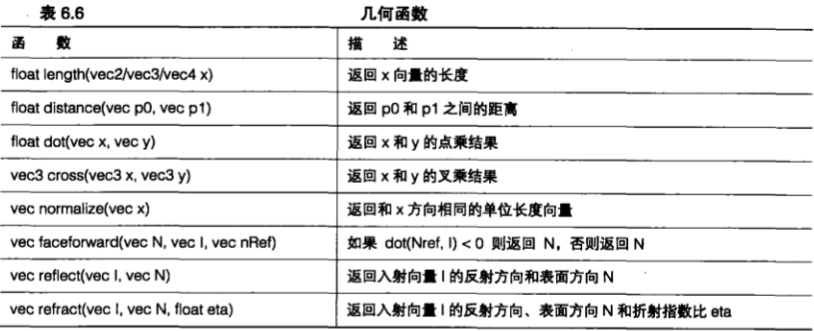 表 6.6 几何函数
函 数 描 述
float length(vec2/vec3/vec4 x) 返回 x 向量的长度
float distance(vec p0, vec p1) 返回 p0 和 p1 之间的距离
float dot(vec x, vec y) 返回 x 和 y 的点乘结果
vec3 cross(vec3 x, vec3 y) 返回 x 和 y 的叉乘结果
vec normalize(vec x) 返回和 x 方向相同的单位长度向量
vec faceforward(vec N, vec I, vec nRef) 如果 dot(Nref, I) < 0 则返回 N，否则返回 N
vec reflect(vec I, vec N) 返回入射向量 I 的反射方向和表面方向 N
vec refract(vec I, vec N, float eta) 返回入射向量 I 的反射方向、表面方向 N 和折射指数比 eta